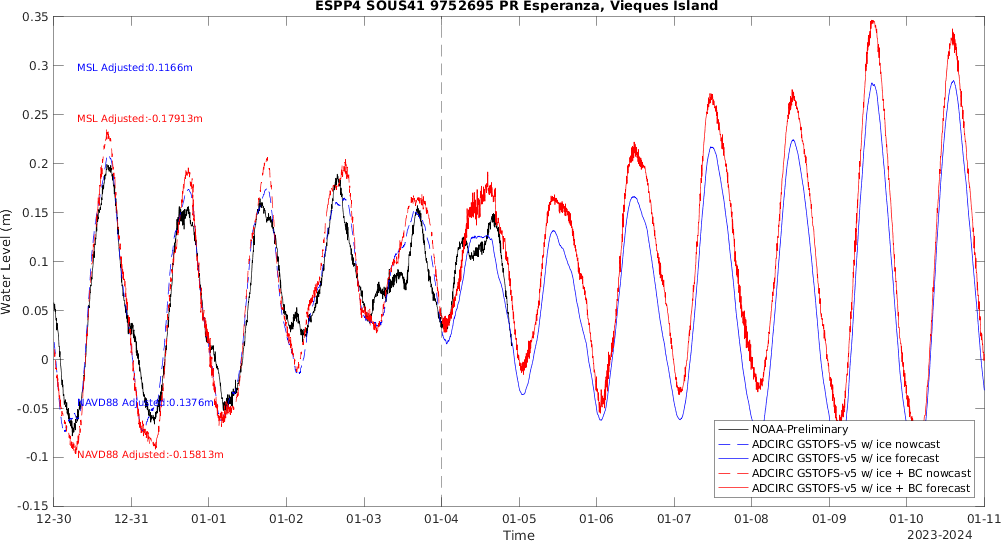 ESPP4 SOUS41 9752695 PR Esperanza, Vieques Island
Water Level (m)
0.35
0.3
0.25
0.2
0.15
0.1
0.05
0
-0.05
-0.1
-0.15
MSL Adjusted:0.1166m
MSL Adjusted:-0.17913m
NAVD88 Adjusted:0.1376m
NAVD88 Adjusted:-0.15813m
NOAA-Preliminary
ADCIRC GSTOFS-v5 w/ ice nowcast
ADCIRC GSTOFS-v5 w/ ice forecast
ADCIRC GSTOFS-v5 w/ ice + BC nowcast
ADCIRC GSTOFS-v5 w/ ice + BC forecast
12-30 12-31 01-01 01-02 01-03 01-04 01-05 01-06 01-07 01-08 01-09 01-10 01-11
Time
2023-2024